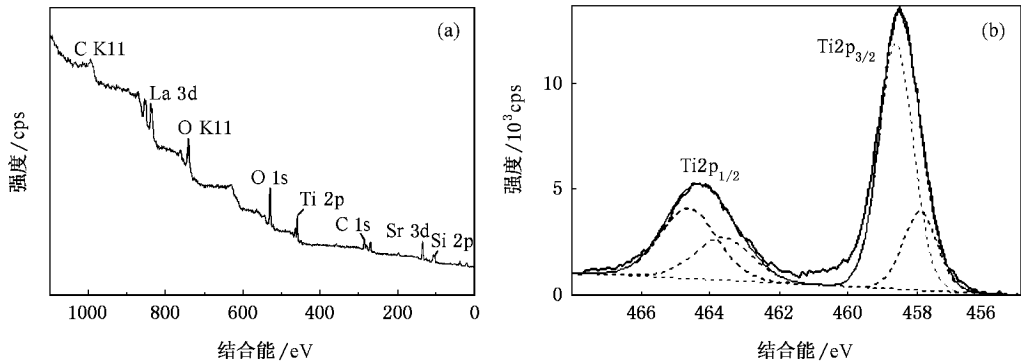 (a)
C K11
La 3d
O K11
O 1s
Ti 2p
C 1s
Sr 3d
Si 2p
强度/cps
1000 800 600 400 200 0
结合能/eV
(b)
Ti2p3/2
Ti2p1/2
10
5
0
强度/10³cps
466 464 462 460 458 456
结合能/eV